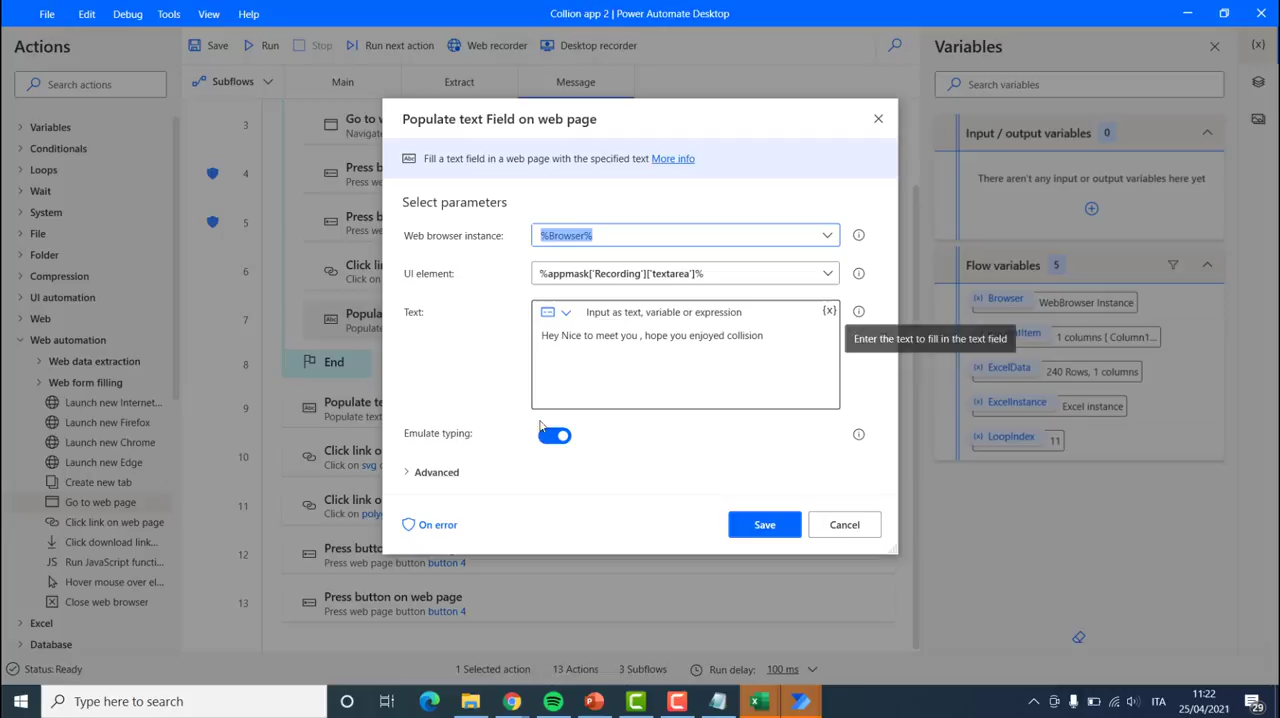 File Edit Debug Tools View Help
Collion app 2 | Power Automate Desktop
Actions
Search actions
Variables
Conditionals
Loops
Wait
System
File
Folder
Compression
UI automation
Web
Web automation
Web data extraction
Web form filling
Launch new Internet...
Launch new Firefox
Launch new Chrome
Launch new Edge
Create new tab
Go to web page
Click link on web page
Click download link...
JS Run JavaScript functi...
Hover mouse over el...
Close web browser
Excel
Database
Save Run Stop Run next action Web recorder Desktop recorder
Subflows Main Extract Message
3 Go to w
Navigate
4 Press b
Press we
5 Press b
Press we
6 Click li
Click on
7 Popula
Populate
8 End
9 Populate t
Populate tex
10 Click link o
Click on svg
11 Click link o
Click on poly
12 Press button on web page
Press web page button button 4
13 Press button on web page
Press web page button button 4
Populate text Field on web page
Abc Fill a text field in a web page with the specified text More info
Select parameters
Web browser instance: %Browser%
UI element: %appmask['Recording']['textarea']%
Text: Input as text, variable or expression {x}
Hey Nice to meet you , hope you enjoyed collision
Enter the text to fill in the text field
Emulate typing:
Advanced
On error
Save Cancel
Variables
Search variables
Input / output variables 0
There aren't any input or output variables here yet
Flow variables 5
(x) Browser WebBrowser Instance
ntItem 1 columns { Column1...
(x) ExcelData 240 Rows, 1 columns
(x) ExcelInstance Excel instance
(x) LoopIndex 11
{x}
Status: Ready 1 Selected action 13 Actions 3 Subflows Run delay: 100 ms
Type here to search
ITA
11:22
25/04/2021
29